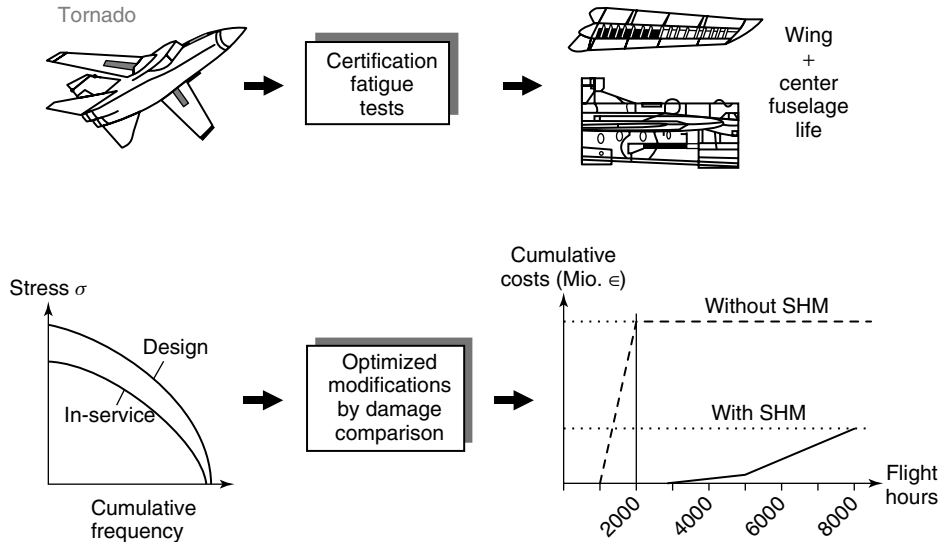 Tornado
Certification
fatigue
tests
Wing
+
center
fuselage
life
Stress σ
Design
In-service
Cumulative
frequency
Optimized
modifications
by damage
comparison
Cumulative
costs (Mio. ∈)
Without SHM
With SHM
2000
4000
6000
8000
Flight
hours